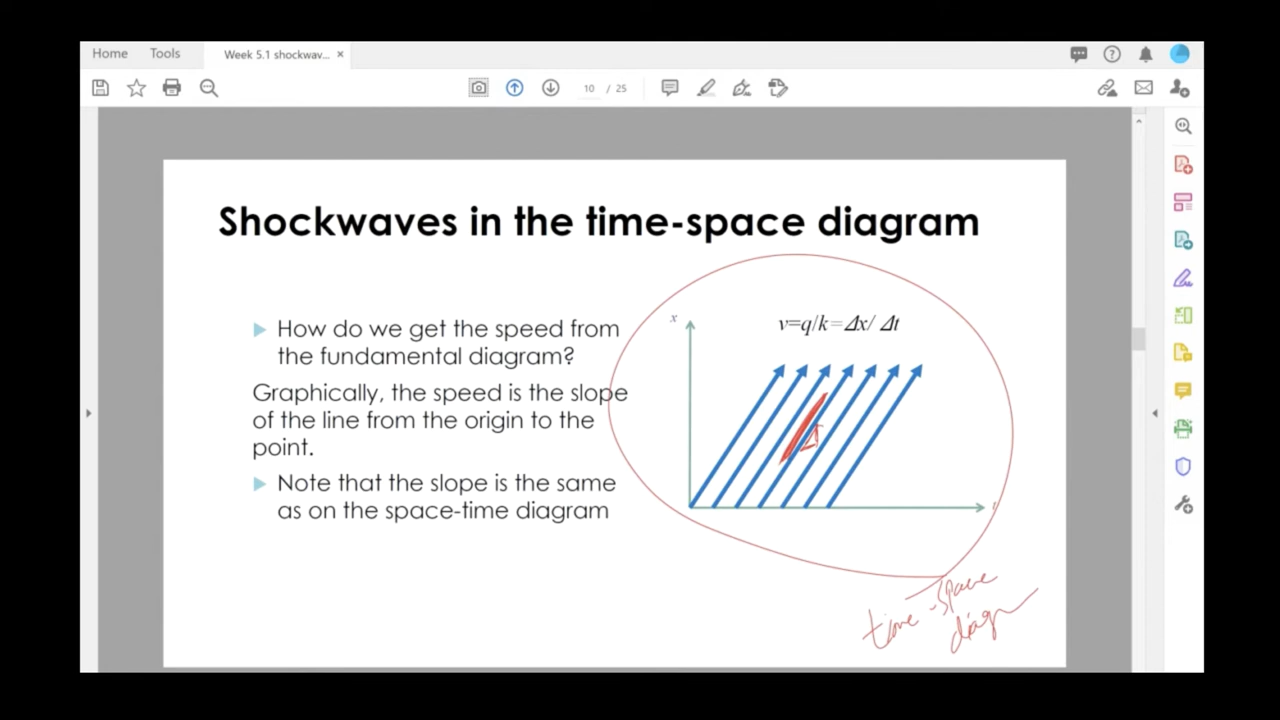 Home Tools Week 5.1 shockwav... ×
10 / 25
Shockwaves in the time-space diagram
How do we get the speed from
the fundamental diagram?
Graphically, the speed is the slope
of the line from the origin to the
point.
Note that the slope is the same
as on the space-time diagram
x
v=q/k=Δx/ Δt
time-space